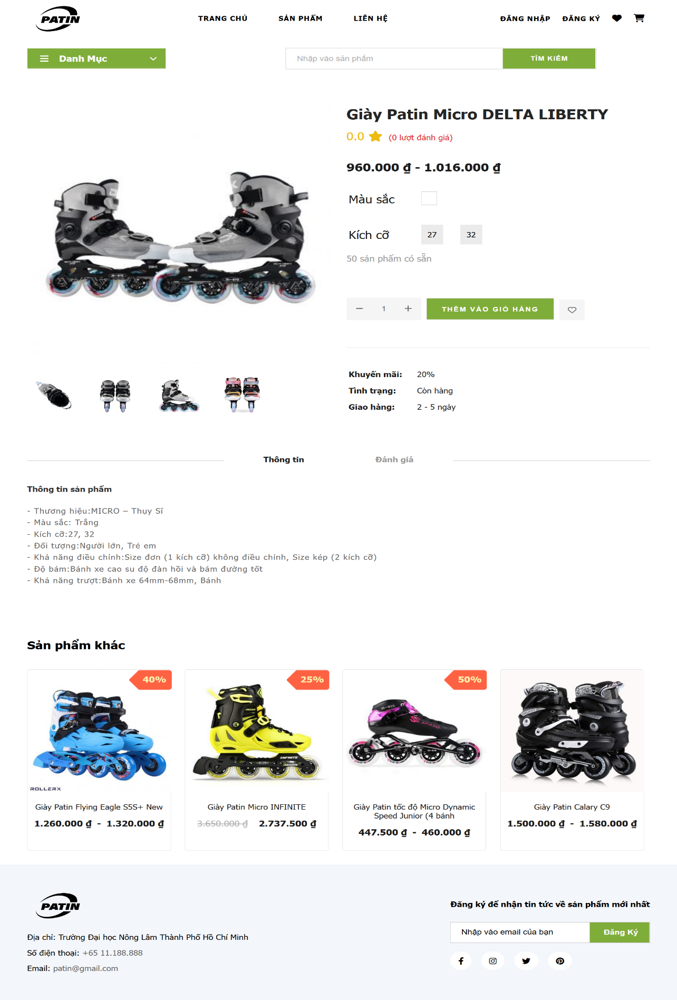 PATIN
TRANG CHỦ
SẢN PHẨM
LIÊN HỆ
ĐĂNG NHẬP
ĐĂNG KÝ
Danh Mục
Nhập vào sản phẩm
TÌM KIẾM
Giày Patin Micro DELTA LIBERTY
0.0
(0 lượt đánh giá)
960.000 ₫ - 1.016.000 ₫
Màu sắc
Kích cỡ
27
32
50 sản phẩm có sẵn
1
THÊM VÀO GIỎ HÀNG
Khuyến mãi: 20%
Tình trạng: Còn hàng
Giao hàng: 2 - 5 ngày
Thông tin
Đánh giá
Thông tin sản phẩm
- Thương hiệu:MICRO – Thụy Sĩ
- Màu sắc: Trắng
- Kích cỡ:27, 32
- Đối tượng:Người lớn, Trẻ em
- Khả năng điều chỉnh:Size đơn (1 kích cỡ) không điều chỉnh, Size kép (2 kích cỡ)
- Độ bám:Bánh xe cao su độ đàn hồi và bám đường tốt
- Khả năng trượt:Bánh xe 64mm-68mm, Bánh
Sản phẩm khác
40%
ROLLERX
Giày Patin Flying Eagle S5S+ New
1.260.000 ₫ - 1.320.000 ₫
25%
INFINITE
Giày Patin Micro INFINITE
3.650.000 ₫ 2.737.500 ₫
50%
Giày Patin tốc độ Micro Dynamic
Speed Junior (4 bánh
447.500 ₫ - 460.000 ₫
CALARY
Giày Patin Calary C9
1.500.000 ₫ - 1.580.000 ₫
PATIN
Địa chỉ: Trường Đại học Nông Lâm Thành Phố Hồ Chí Minh
Số điện thoại: +65 11.188.888
Email: patin@gmail.com
Đăng ký để nhận tin tức về sản phẩm mới nhất
Nhập vào email của bạn
Đăng Ký